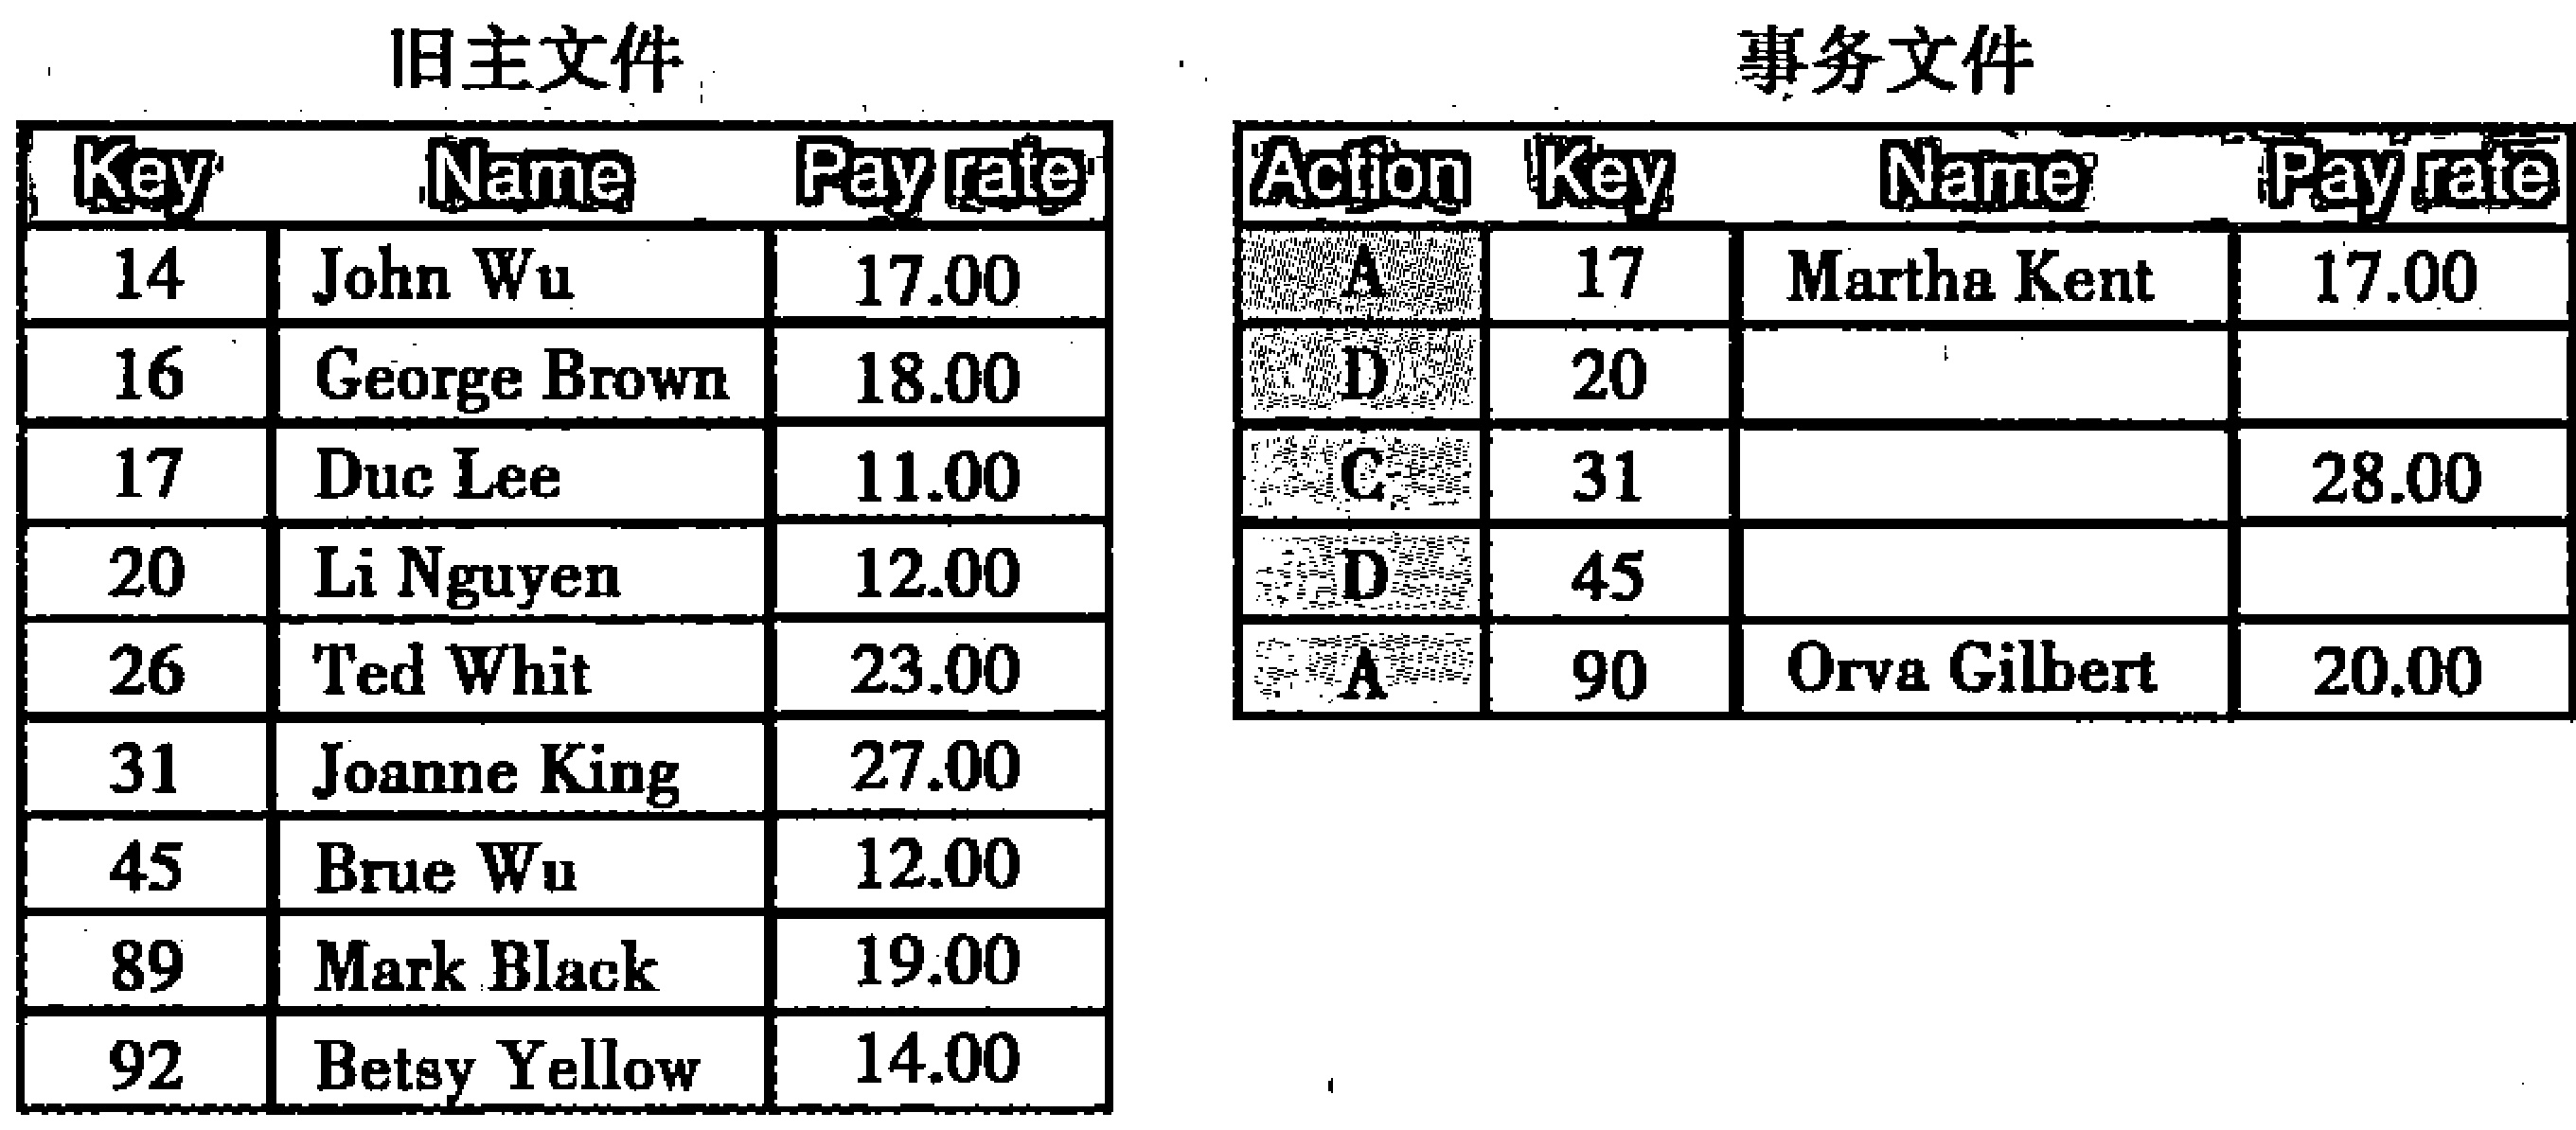 旧主文件
Key Name Pay rate
14 John Wu 17.00
16 George Brown 18.00
17 Duc Lee 11.00
20 Li Nguyen 12.00
26 Ted Whit 23.00
31 Joanne King 27.00
45 Brue Wu 12.00
89 Mark Black 19.00
92 Betsy Yellow 14.00
事务文件
Action Key Name Pay rate
A 17 Martha Kent 17.00
D 20
C 31 28.00
D 45
A 90 Orva Gilbert 20.00